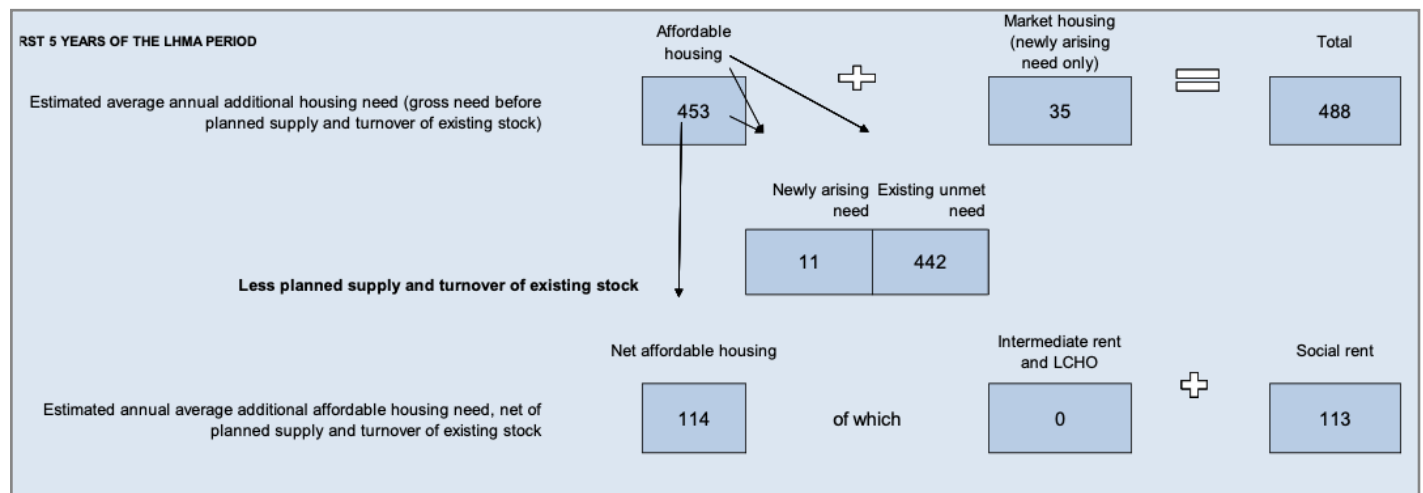 RST 5 YEARS OF THE LHMA PERIOD
Affordable
housing
Market housing
(newly arising
need only)
Total
Estimated average annual additional housing need (gross need before
planned supply and turnover of existing stock)
453
35
488
Newly arising
need
Existing unmet
need
11
442
Less planned supply and turnover of existing stock
Net affordable housing
Intermediate rent
and LCHO
Social rent
Estimated annual average additional affordable housing need, net of
planned supply and turnover of existing stock
114
of which
0
113